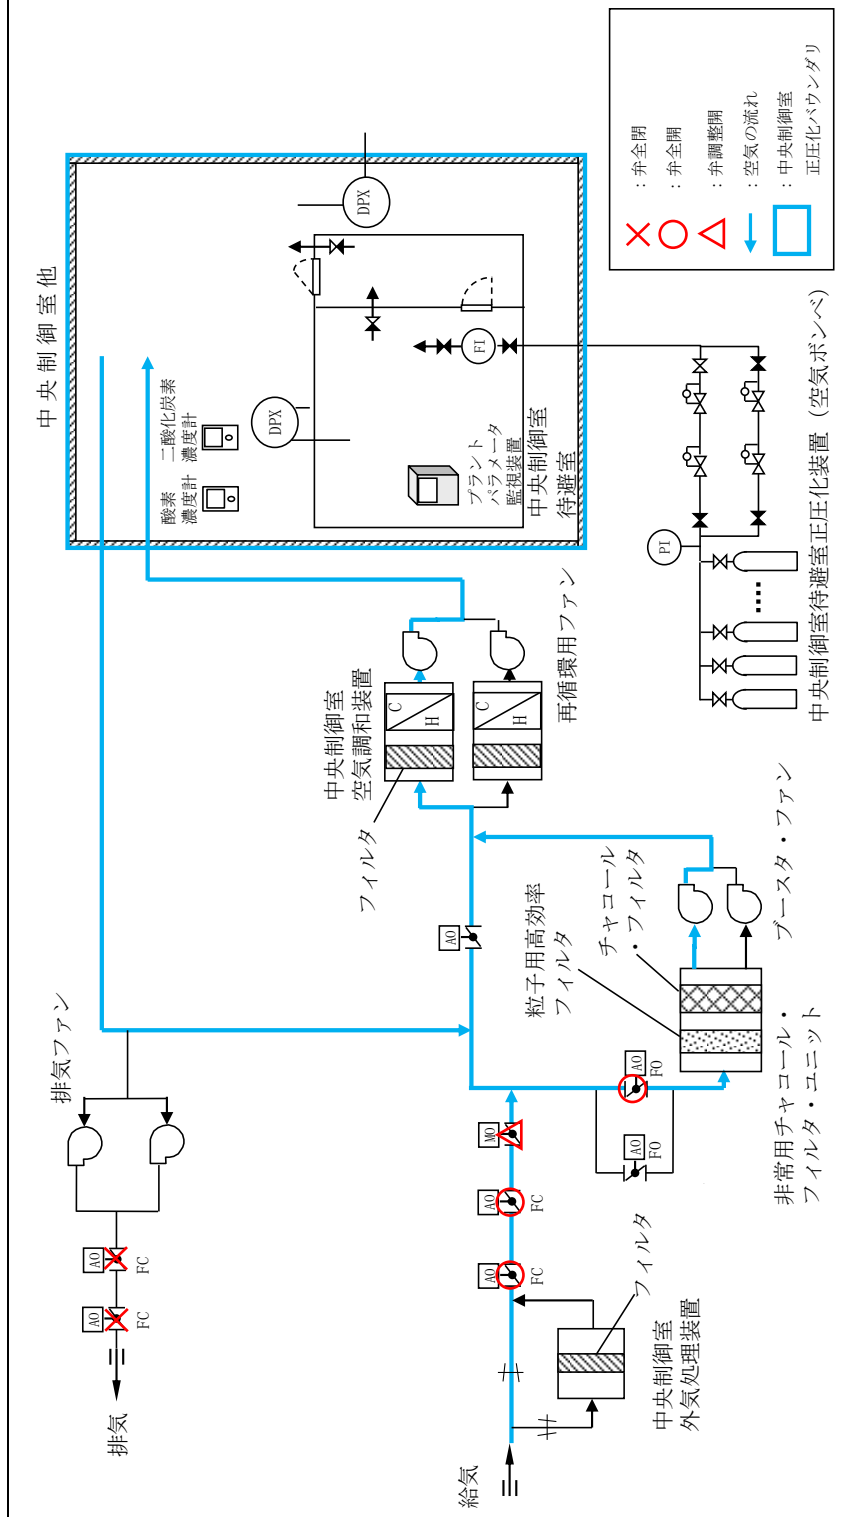 中央制御室他
DPX
DPX
FI
二酸化炭素
濃度計
酸素
濃度計
プラント
パラメータ
監視装置
中央制御室
待避室
：弁全閉
：弁全開
：弁調整開
：空気の流れ
：中央制御室
正圧化バウンダリ
PI
中央制御室待避室正圧化装置（空気ボンベ）
再循環用ファン
中央制御室
空気調和装置
C
H
C
H
フィルタ
AO
排気ファン
AO
FC
AO
FC
排気
MO
AO
FC
AO
FC
給気
フィルタ
中央制御室
外気処理装置
AO
FO
AO
FO
粒子用高効率
フィルタ
チャコール
・フィルタ
ブースタ・ファン
非常用チャコール・
フィルタ・ユニット